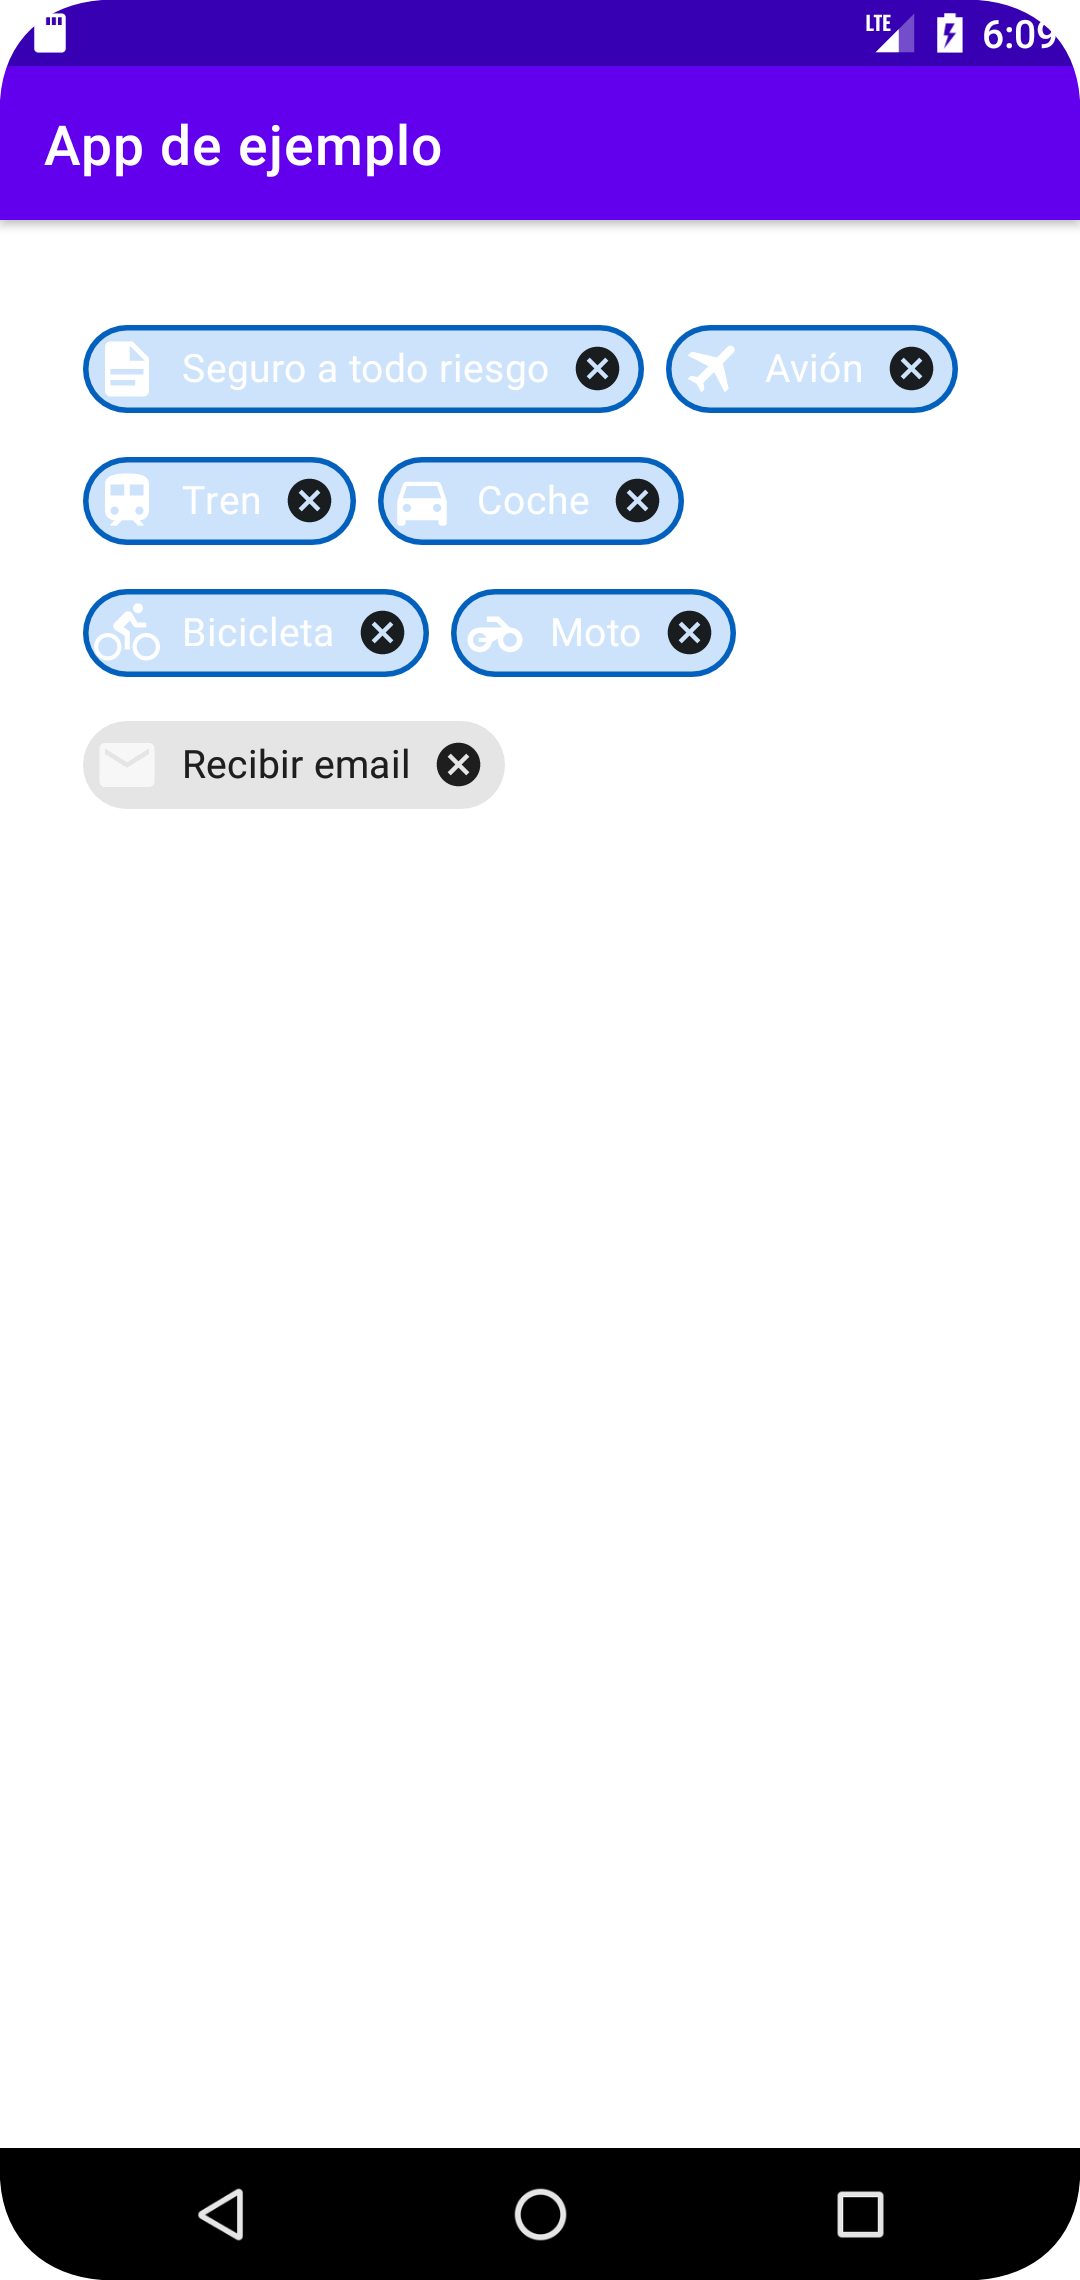 LTE 6:09
App de ejemplo
Seguro a todo riesgo Avión
Tren Coche
Bicicleta Moto
Recibir email